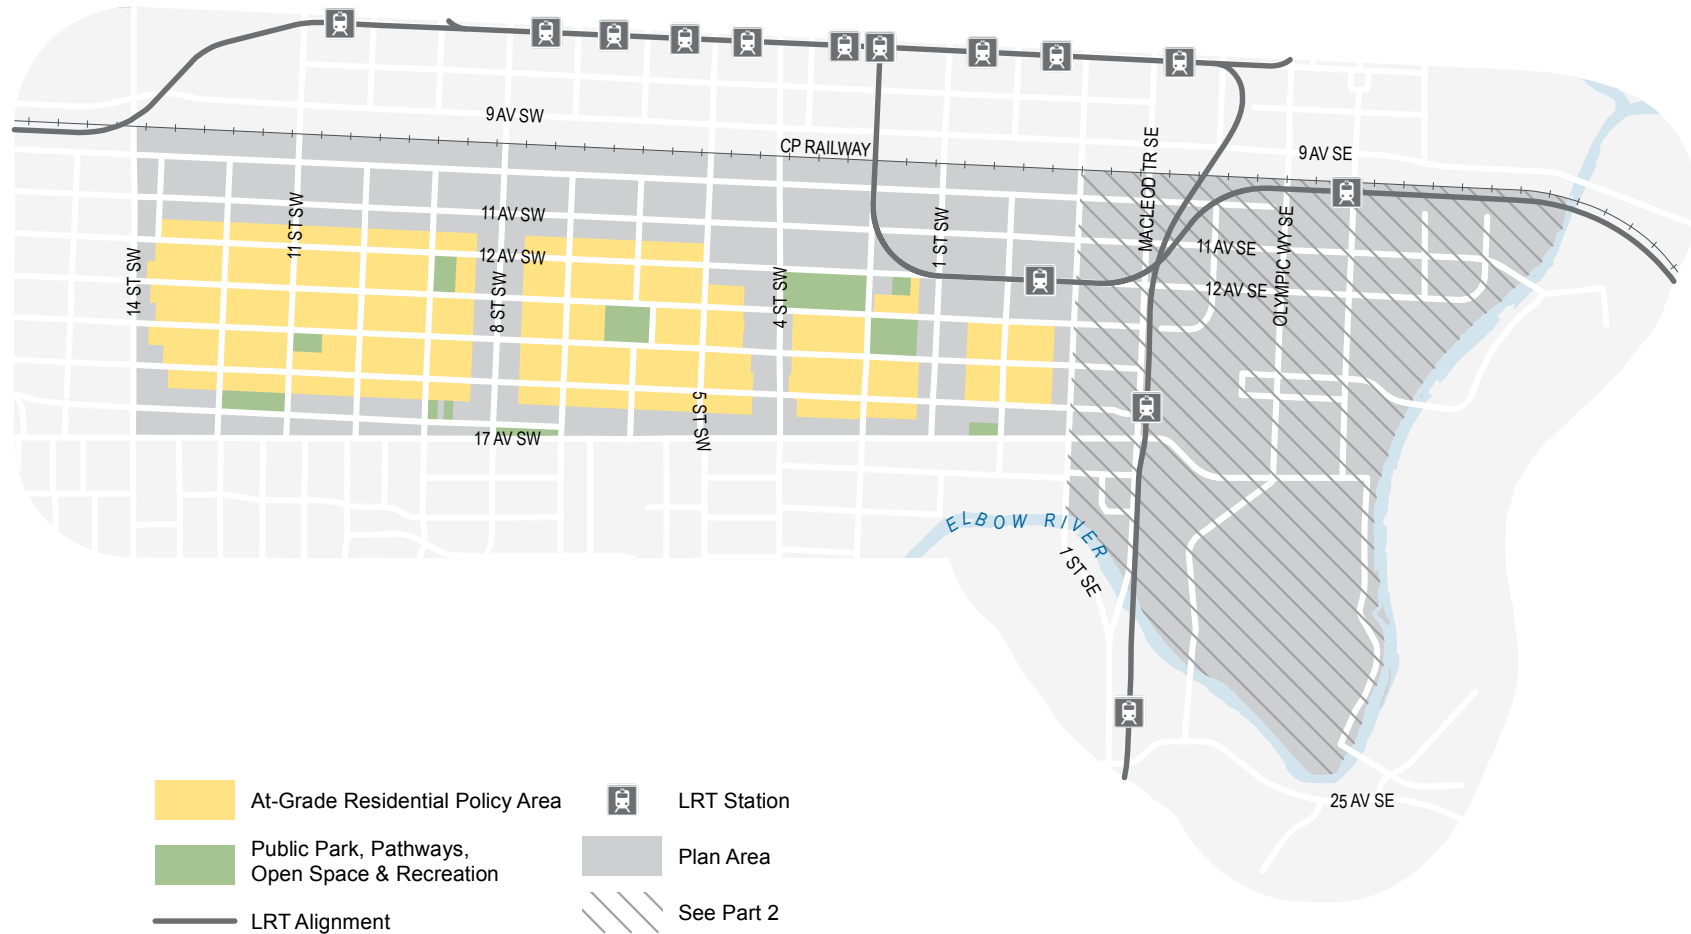 9 AV SW
CP RAILWAY
MACLEOD TR SE
9 AV SE
11 ST SW
11 AV SW
1 ST SW
OLYMPIC WY SE
11 AV SE
14 ST SW
12 AV SW
8 ST SW
4 ST SW
12 AV SE
5 ST SW
17 AV SW
ELBOW RIVER
1 ST SE
25 AV SE
At-Grade Residential Policy Area
LRT Station
Public Park, Pathways,
Open Space & Recreation
Plan Area
LRT Alignment
See Part 2